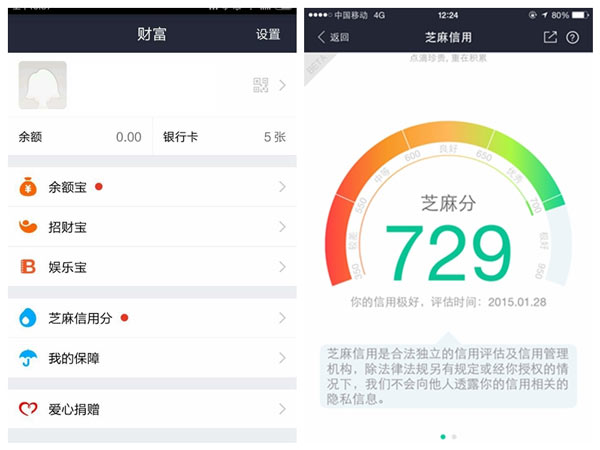 财富
设置
余额 0.00
银行卡 5 张
余额宝
招财宝
娱乐宝
芝麻信用分
我的保障
爱心捐赠
中国移动 4G 12:24 80%
返回 芝麻信用
BETA
点滴珍贵,重在积累
350 较差 550 中等 600 良好 650 优秀 700 极好 950
芝麻分
729
你的信用极好,评估时间:2015.01.28
芝麻信用是合法独立的信用评估及信用管理
机构,除法律法规另有规定或经你授权的情
况下,我们不会向他人透露你的信用相关的
隐私信息。